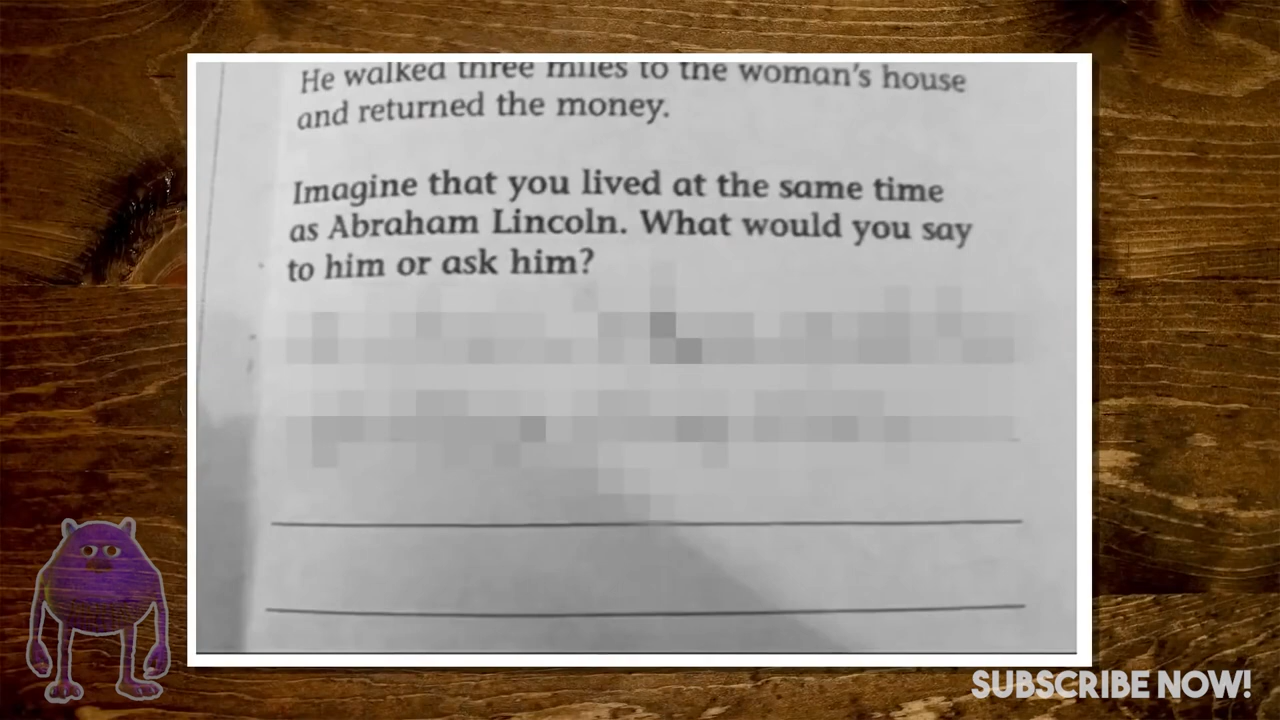 He walked three miles to the woman's house
and returned the money.
Imagine that you lived at the same time
as Abraham Lincoln. What would you say
to him or ask him?
SUBSCRIBE NOW!